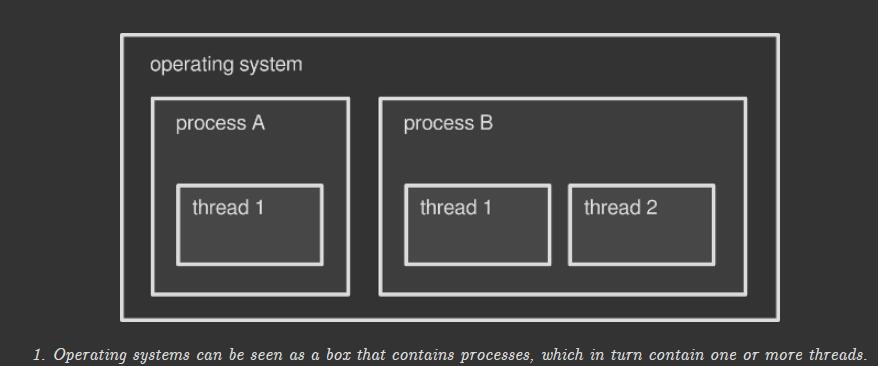 operating system
process A
process B
thread 1
thread 1
thread 2
1. Operating systems can be seen as a box that contains processes, which in turn contain one or more threads.